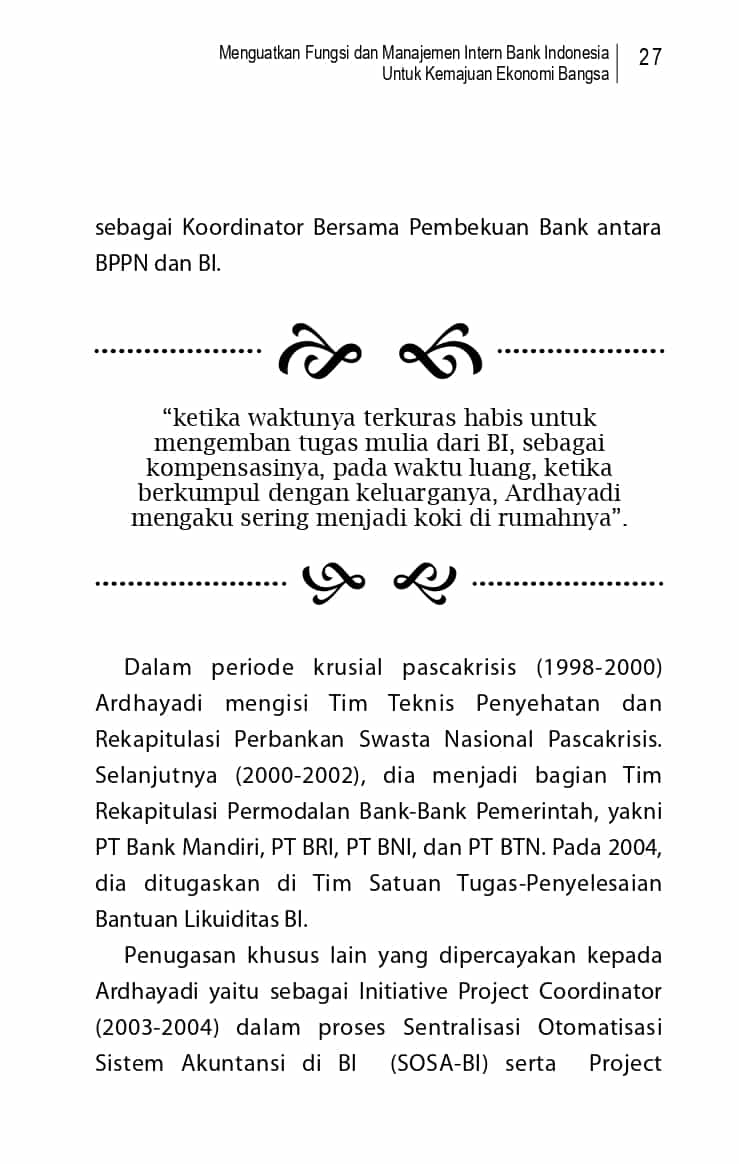 Menguatkan Fungsi dan Manajemen Intern Bank Indonesia
Untuk Kemajuan Ekonomi Bangsa
27
sebagai Koordinator Bersama Pembekuan Bank antara
BPPN dan BI.
“ketika waktunya terkuras habis untuk
mengemban tugas mulia dari BI, sebagai
kompensasinya, pada waktu luang, ketika
berkumpul dengan keluarganya, Ardhayadi
mengaku sering menjadi koki di rumahnya”.
Dalam periode krusial pascakrisis (1998-2000)
Ardhayadi mengisi Tim Teknis Penyehatan dan
Rekapitulasi Perbankan Swasta Nasional Pascakrisis.
Selanjutnya (2000-2002), dia menjadi bagian Tim
Rekapitulasi Permodalan Bank-Bank Pemerintah, yakni
PT Bank Mandiri, PT BRI, PT BNI, dan PT BTN. Pada 2004,
dia ditugaskan di Tim Satuan Tugas-Penyelesaian
Bantuan Likuiditas BI.
Penugasan khusus lain yang dipercayakan kepada
Ardhayadi yaitu sebagai Initiative Project Coordinator
(2003-2004) dalam proses Sentralisasi Otomatisasi
Sistem Akuntansi di BI (SOSA-BI) serta Project